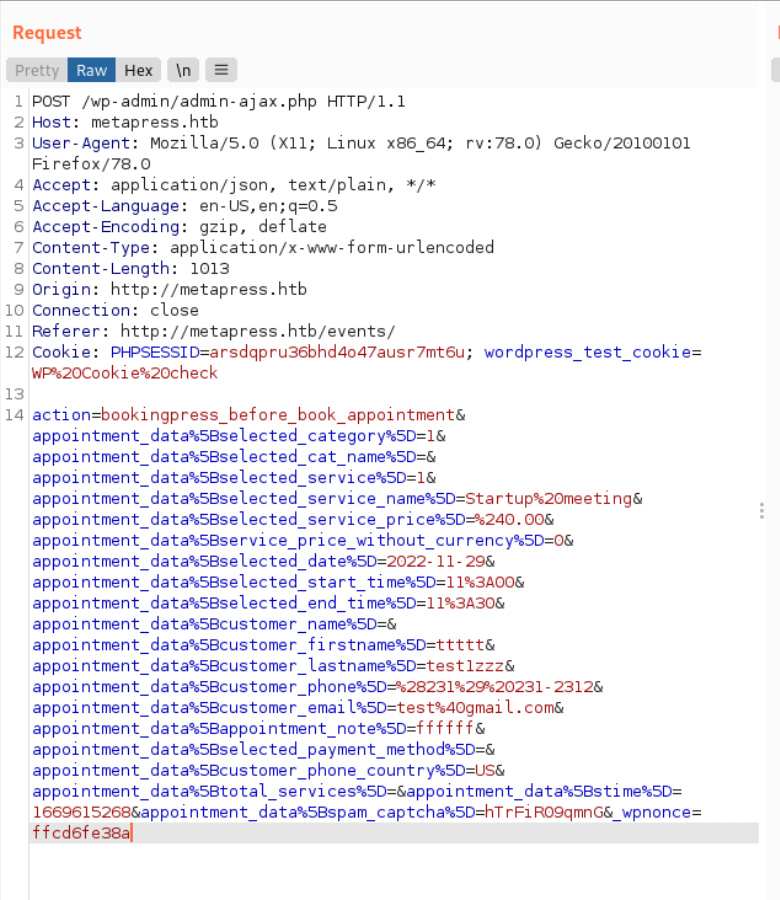 Request
Pretty Raw Hex \n
1 POST /wp-admin/admin-ajax.php HTTP/1.1
2 Host: metapress.htb
3 User-Agent: Mozilla/5.0 (X11; Linux x86_64; rv:78.0) Gecko/20100101
Firefox/78.0
4 Accept: application/json, text/plain, */*
5 Accept-Language: en-US,en;q=0.5
6 Accept-Encoding: gzip, deflate
7 Content-Type: application/x-www-form-urlencoded
8 Content-Length: 1013
9 Origin: http://metapress.htb
10 Connection: close
11 Referer: http://metapress.htb/events/
12 Cookie: PHPSESSID=arsdqpru36bhd4o47ausr7mt6u; wordpress_test_cookie=
WP%20Cookie%20check
13
14 action=bookingpress_before_book_appointment&
appointment_data%5Bselected_category%5D=1&
appointment_data%5Bselected_cat_name%5D=&
appointment_data%5Bselected_service%5D=1&
appointment_data%5Bselected_service_name%5D=Startup%20meeting&
appointment_data%5Bselected_service_price%5D=%240.00&
appointment_data%5Bservice_price_without_currency%5D=0&
appointment_data%5Bselected_date%5D=2022-11-29&
appointment_data%5Bselected_start_time%5D=11%3A00&
appointment_data%5Bselected_end_time%5D=11%3A30&
appointment_data%5Bcustomer_name%5D=&
appointment_data%5Bcustomer_firstname%5D=ttttt&
appointment_data%5Bcustomer_lastname%5D=test1zzz&
appointment_data%5Bcustomer_phone%5D=%28231%29%20231-2312&
appointment_data%5Bcustomer_email%5D=test%40gmail.com&
appointment_data%5Bappointment_note%5D=ffffff&
appointment_data%5Bselected_payment_method%5D=&
appointment_data%5Bcustomer_phone_country%5D=US&
appointment_data%5Btotal_services%5D=&appointment_data%5Bstime%5D=
1669615268&appointment_data%5Bspam_captcha%5D=hTrFiRO9qmnG&_wpnonce=
ffcd6fe38a